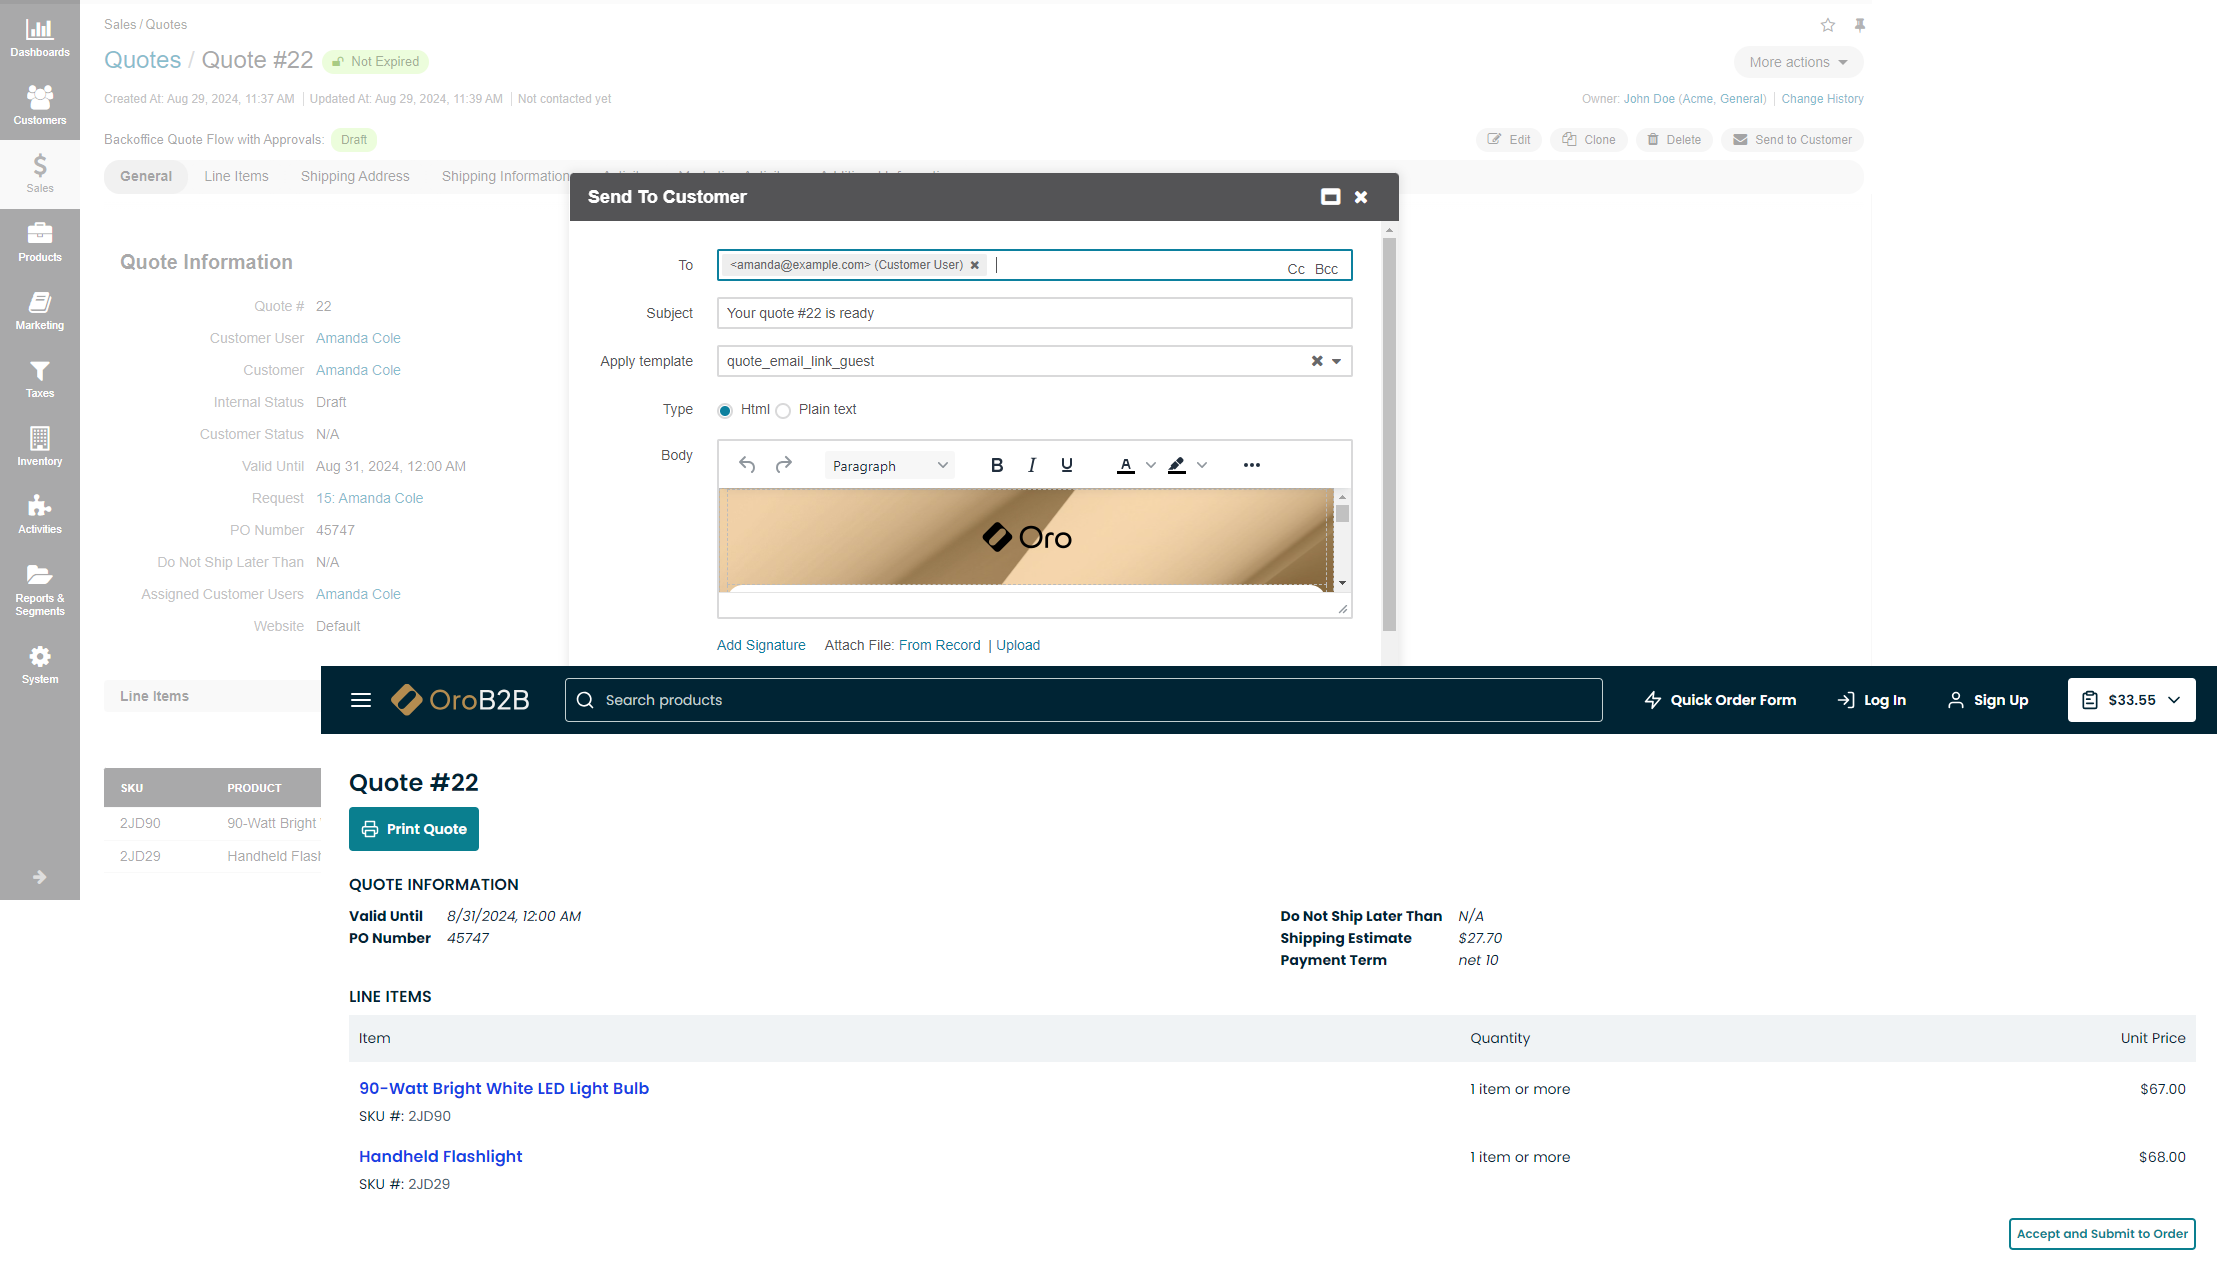 Dashboards
Customers
Sales
Products
Marketing
Taxes
Inventory
Activities
Reports &
Segments
System
Sales / Quotes
Quotes / Quote #22 Not Expired
More actions
Created At: Aug 29, 2024, 11:37 AM | Updated At: Aug 29, 2024, 11:39 AM | Not contacted yet
Owner: John Doe (Acme, General) | Change History
Backoffice Quote Flow with Approvals: Draft
Edit Clone Delete Send to Customer
General Line Items Shipping Address Shipping Information
Quote Information
Quote # 22
Customer User Amanda Cole
Customer Amanda Cole
Internal Status Draft
Customer Status N/A
Valid Until Aug 31, 2024, 12:00 AM
Request 15: Amanda Cole
PO Number 45747
Do Not Ship Later Than N/A
Assigned Customer Users Amanda Cole
Website Default
Line Items
SKU PRODUCT
2JD90 90-Watt Bright
2JD29 Handheld
Send To Customer
To <amanda@example.com> (Customer User) Cc Bcc
Subject Your quote #22 is ready
Apply template quote_email_link_guest
Type Html Plain text
Body Paragraph B I U A
Oro
Add Signature Attach File: From Record | Upload
OroB2B Search products Quick Order Form Log In Sign Up $33.55
Quote #22
Print Quote
QUOTE INFORMATION
Valid Until 8/31/2024, 12:00 AM
PO Number 45747
Do Not Ship Later Than N/A
Shipping Estimate $27.70
Payment Term net 10
LINE ITEMS
Item Quantity Unit Price
90-Watt Bright White LED Light Bulb 1 item or more $67.00
SKU #: 2JD90
Handheld Flashlight 1 item or more $68.00
SKU #: 2JD29
Accept and Submit to Order